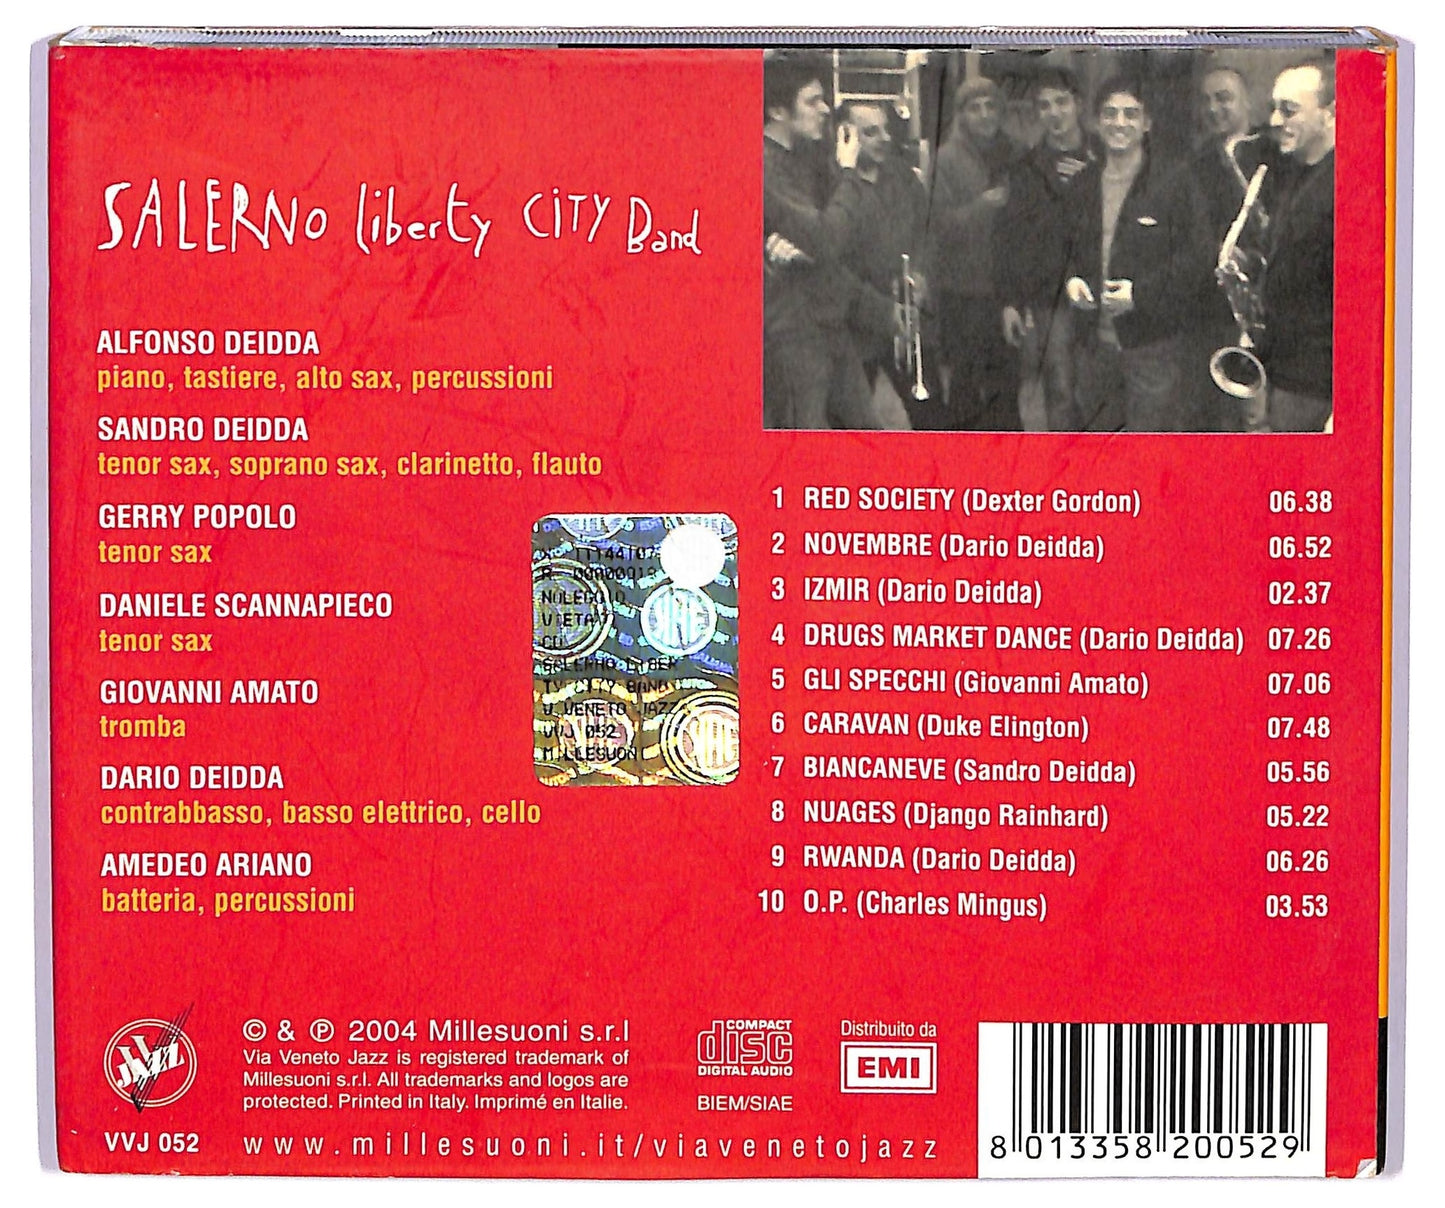 SALERNO liberty CITY Band
ALFONSO DEIDDA
piano, tastiere, alto sax, percussioni
SANDRO DEIDDA
tenor sax, soprano sax, clarinetto, flauto
GERRY POPOLO
tenor sax
DANIELE SCANNAPIECO
tenor sax
GIOVANNI AMATO
tromba
DARIO DEIDDA
contrabbasso, basso elettrico, cello
AMEDEO ARIANO
batteria, percussioni
CD
V.VENETO JAZZ
VVJ 052
1 RED SOCIETY (Dexter Gordon) 06.38
2 NOVEMBRE (Dario Deidda) 06.52
3 IZMIR (Dario Deidda) 02.37
4 DRUGS MARKET DANCE (Dario Deidda) 07.26
5 GLI SPECCHI (Giovanni Amato) 07.06
6 CARAVAN (Duke Elington) 07.48
7 BIANCANEVE (Sandro Deidda) 05.56
8 NUAGES (Django Rainhard) 05.22
9 RWANDA (Dario Deidda) 06.26
10 O.P. (Charles Mingus) 03.53
V JAZZ
VVJ 052
© & ℗ 2004 Millesuoni s.r.l
Via Veneto Jazz is registered trademark of
Millesuoni s.r.l. All trademarks and logos are
protected. Printed in Italy. Imprimé en Italie.
www.millesuoni.it/viavenetojazz
COMPACT
disc
DIGITAL AUDIO
BIEM/SIAE
Distribuito da
EMI
8 013358 200529